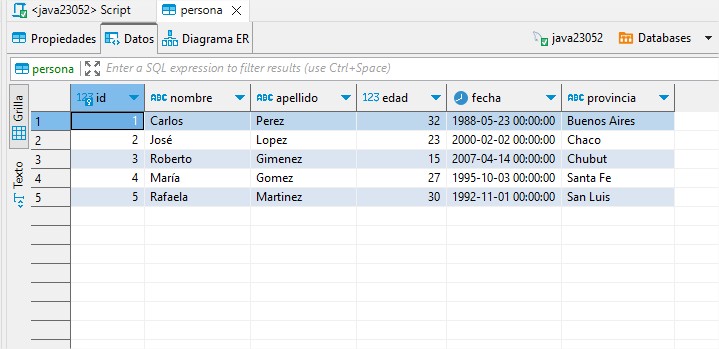 <java23052> Script persona
Propiedades Datos Diagrama ER java23052 Databases
persona Enter a SQL expression to filter results (use Ctrl+Space)
Grilla
Texto
123 id ABC nombre ABC apellido 123 edad fecha ABC provincia
1 1 Carlos Perez 32 1988-05-23 00:00:00 Buenos Aires
2 2 José Lopez 23 2000-02-02 00:00:00 Chaco
3 3 Roberto Gimenez 15 2007-04-14 00:00:00 Chubut
4 4 María Gomez 27 1995-10-03 00:00:00 Santa Fe
5 5 Rafaela Martinez 30 1992-11-01 00:00:00 San Luis